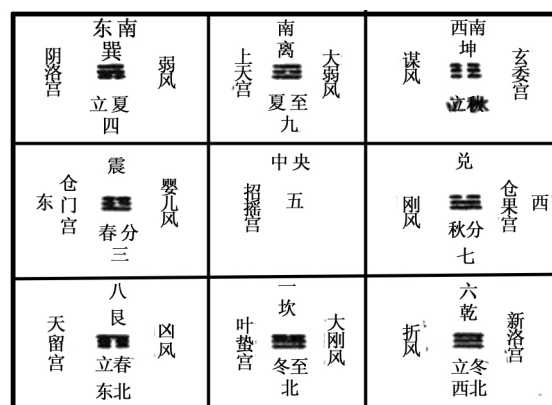 东南
巽
阴洛宫
弱风
立夏
四
南
离
上天宫
大弱风
夏至
九
西南
坤
谋风
玄委宫
立秋
震
东
仓门宫
婴儿风
春分
三
中央
招摇宫
五
兑
刚风
仓果宫
西
秋分
七
八
艮
天留宫
凶风
立春
东北
一
坎
叶蛰宫
大刚风
冬至
北
六
乾
折风
新洛宫
立冬
西北